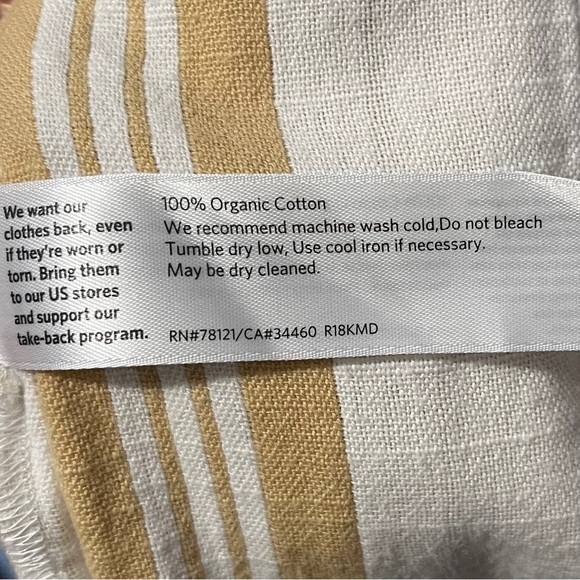 We want our
clothes back, even
if they're worn or
torn. Bring them
to our US stores
and support our
take-back program.
100% Organic Cotton
We recommend machine wash cold,Do not bleach
Tumble dry low, Use cool iron if necessary.
May be dry cleaned.
RN#78121/CA#34460 R18KMD